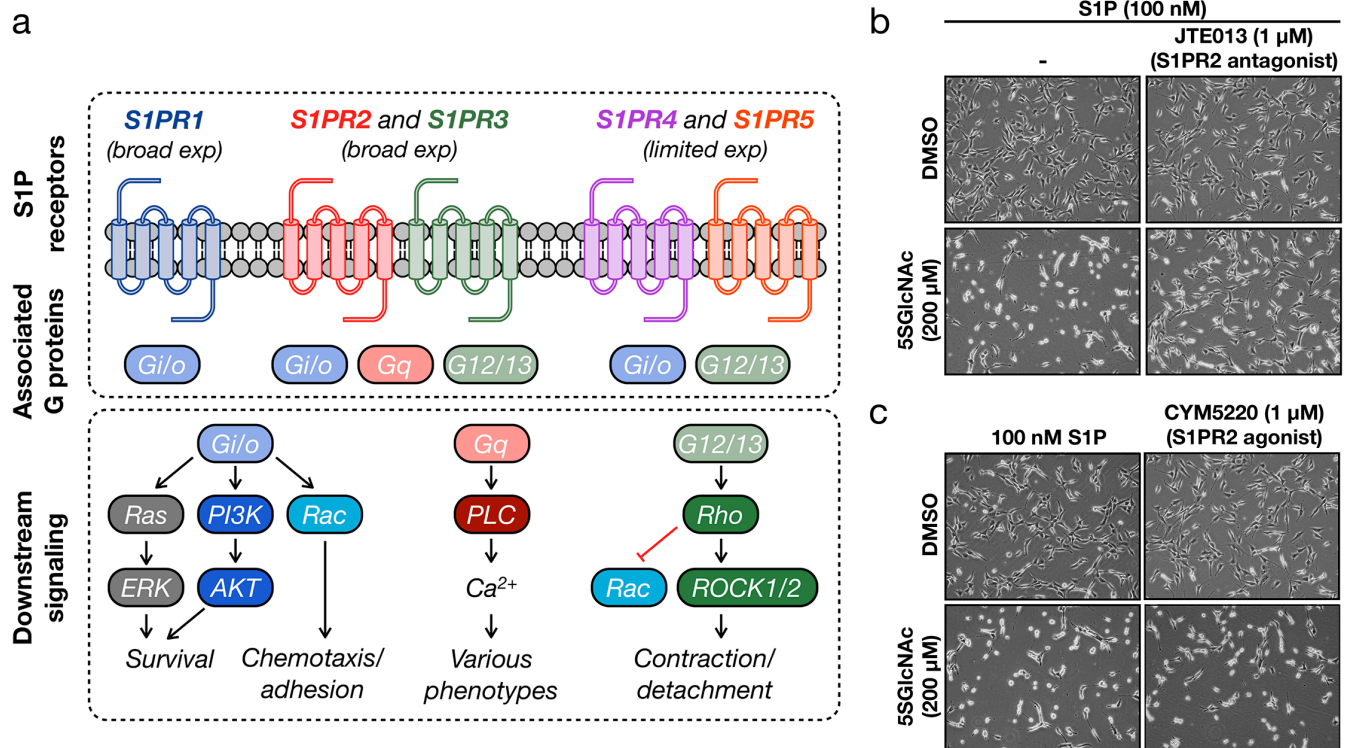 a
S1P receptors
Associated G proteins
Downstream signaling
S1PR1
(broad exp)
S1PR2 and S1PR3
(broad exp)
S1PR4 and S1PR5
(limited exp)
Gi/o
Gi/o
Gq
G12/13
Gi/o
G12/13
Gi/o
Gq
G12/13
Ras
PI3K
Rac
PLC
Rho
ERK
AKT
Ca²⁺
Rac
ROCK1/2
Survival
Chemotaxis/
adhesion
Various
phenotypes
Contraction/
detachment
b
S1P (100 nM)
-
JTE013 (1 µM)
(S1PR2 antagonist)
DMSO
5SGlcNAc
(200 µM)
c
100 nM S1P
CYM5220 (1 µM)
(S1PR2 agonist)
DMSO
5SGlcNAc
(200 µM)